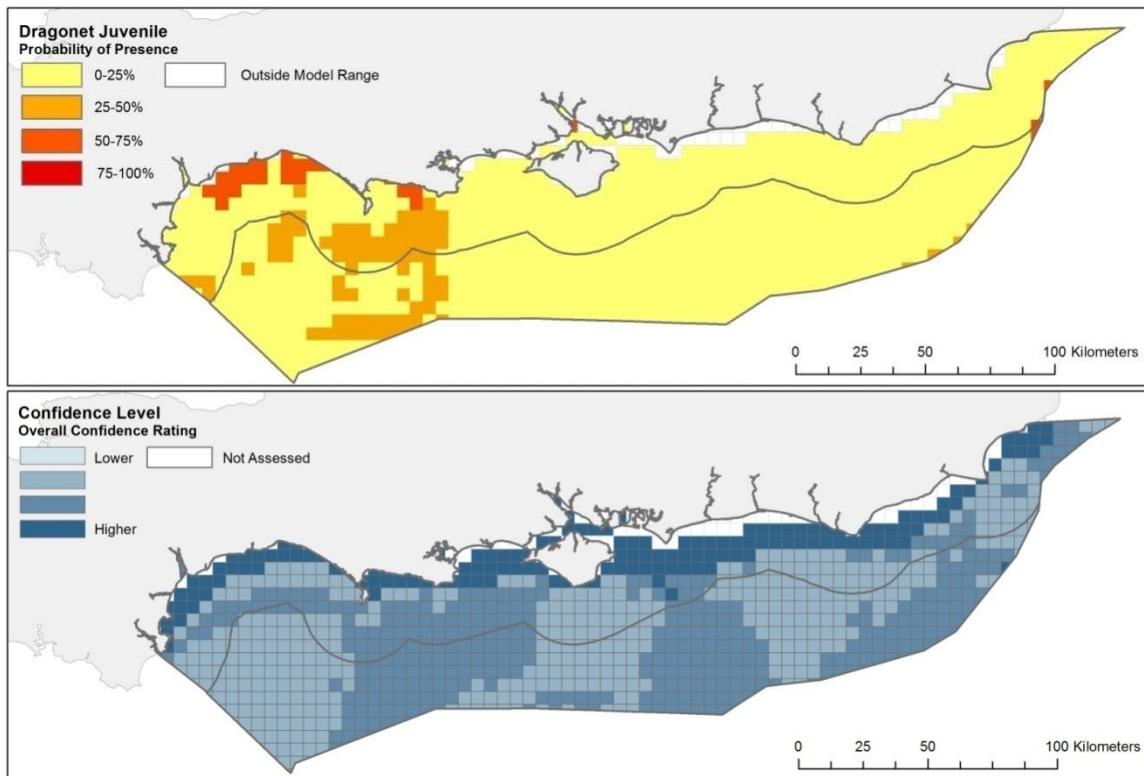 Dragonet Juvenile
Probability of Presence
0-25% Outside Model Range
25-50%
50-75%
75-100%
0 25 50 100 Kilometers
Confidence Level
Overall Confidence Rating
Lower Not Assessed
Higher
0 25 50 100 Kilometers